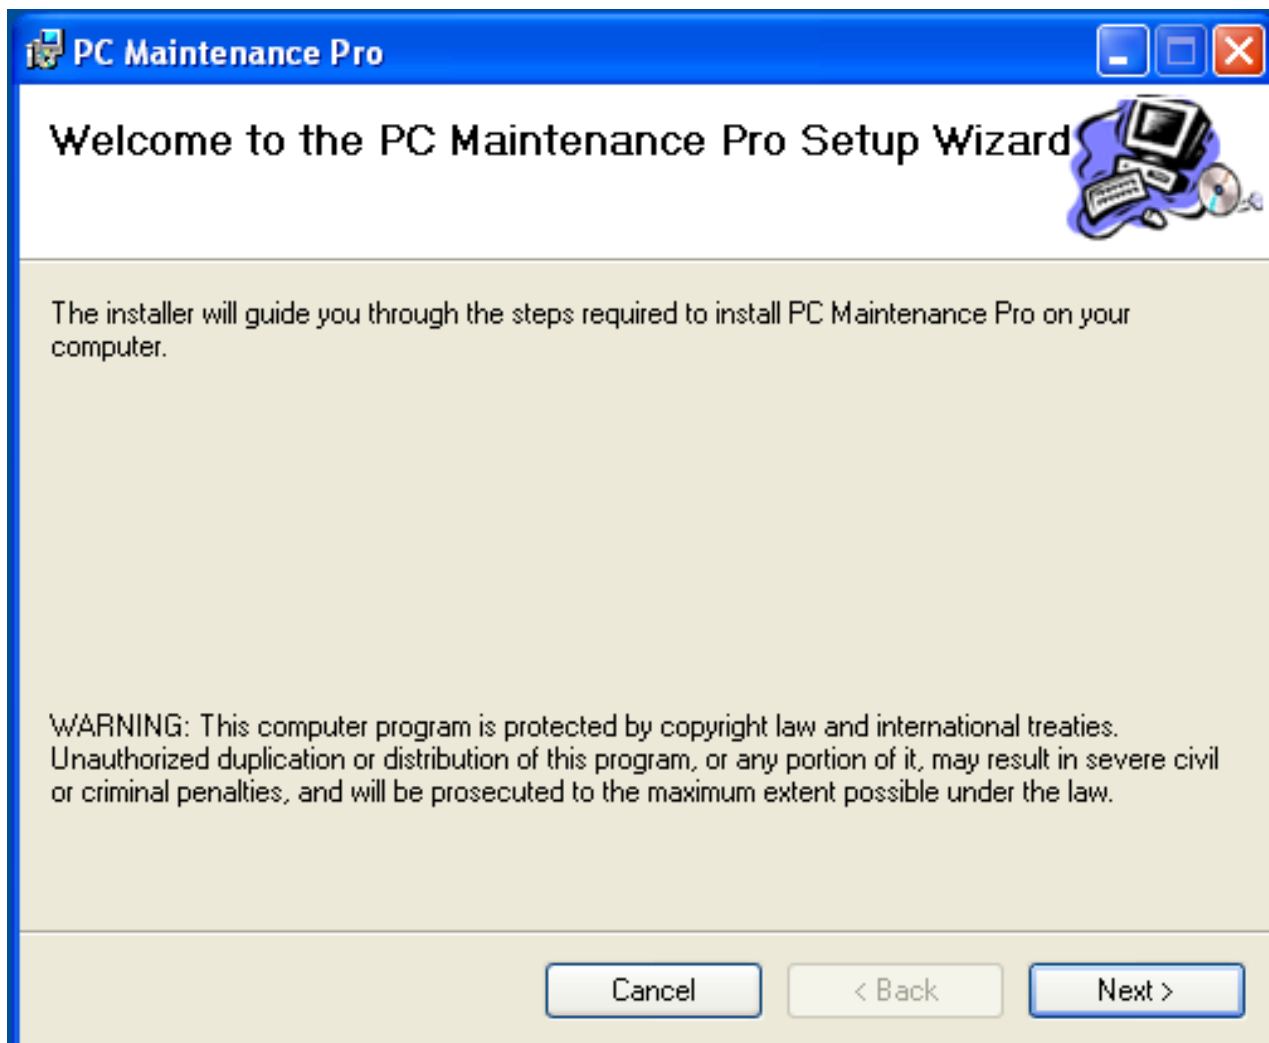 PC Maintenance Pro
Welcome to the PC Maintenance Pro Setup Wizard
The installer will guide you through the steps required to install PC Maintenance Pro on your
computer.
WARNING: This computer program is protected by copyright law and international treaties.
Unauthorized duplication or distribution of this program, or any portion of it, may result in severe civil
or criminal penalties, and will be prosecuted to the maximum extent possible under the law.
Cancel
< Back
Next >